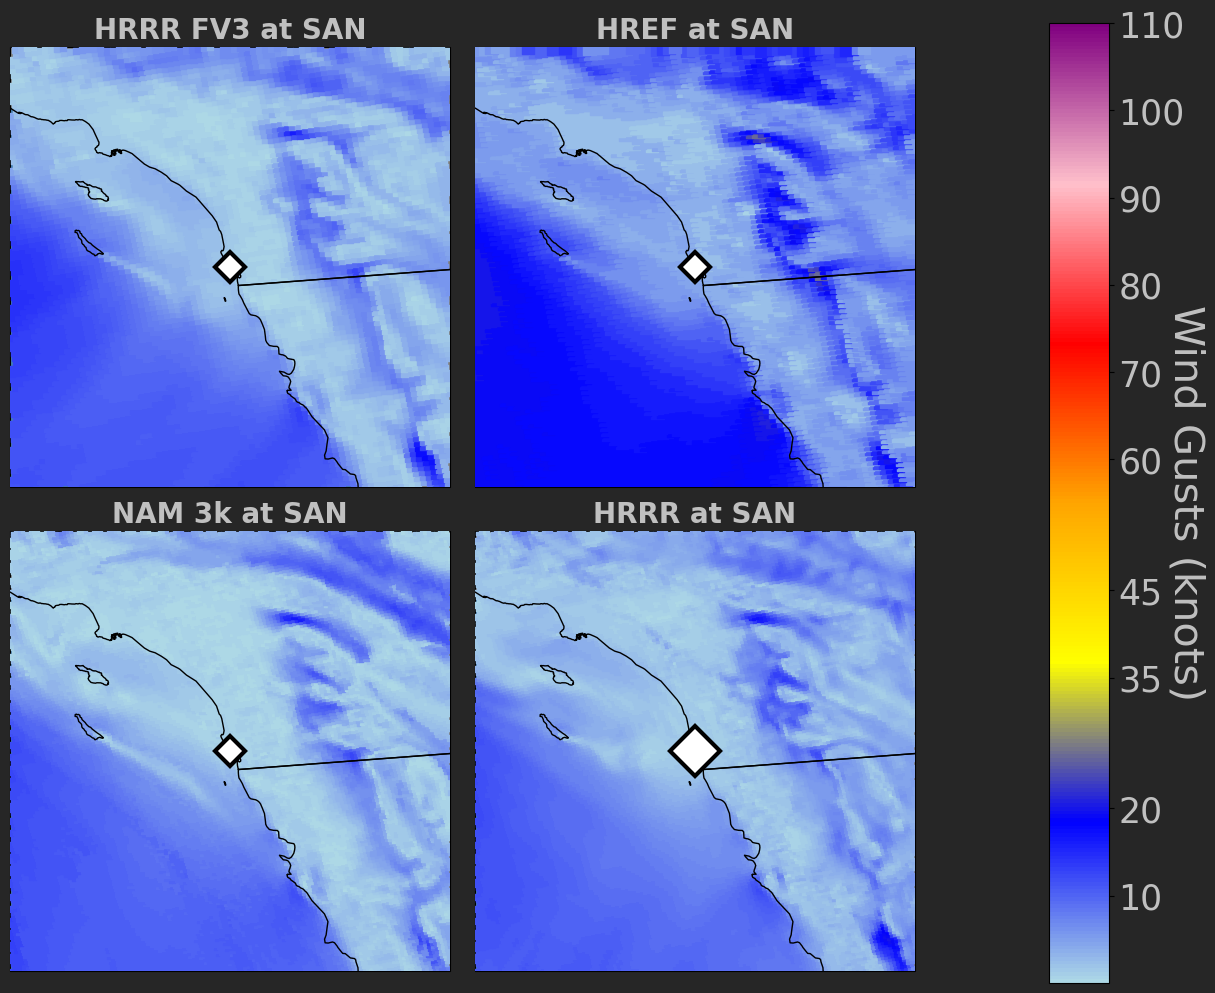 HRRR FV3 at SAN
HREF at SAN
NAM 3k at SAN
HRRR at SAN
110
100
90
80
70
60
45
35
20
10
Wind Gusts (knots)